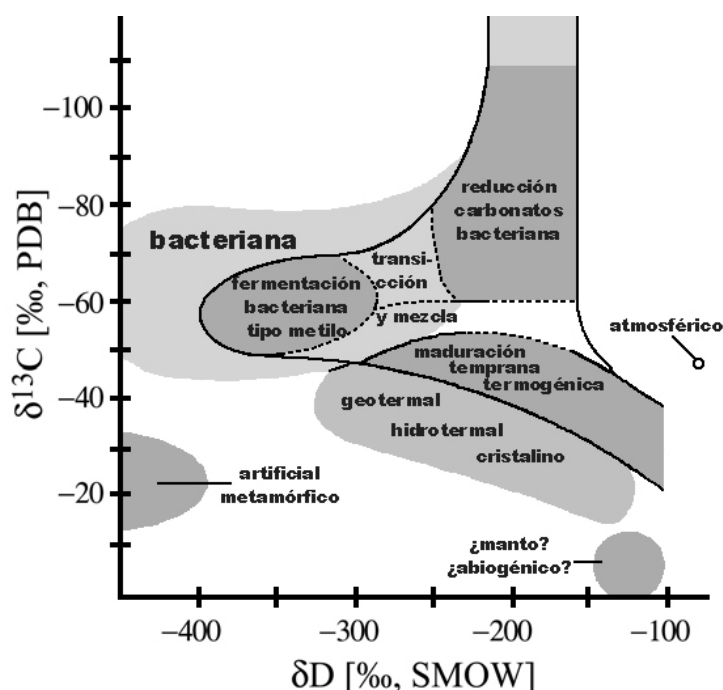 −100
−80
−60
−40
−20
δ¹³C [‰, PDB]
bacteriana
reducción
carbonatos
bacteriana
transi-
cción
y mezcla
fermentación
bacteriana
tipo metilo
atmosférico
maduración
temprana
termogénica
geotermal
hidrotermal
cristalino
artificial
metamórfico
¿manto?
¿abiogénico?
−400
−300
−200
−100
δD [‰, SMOW]